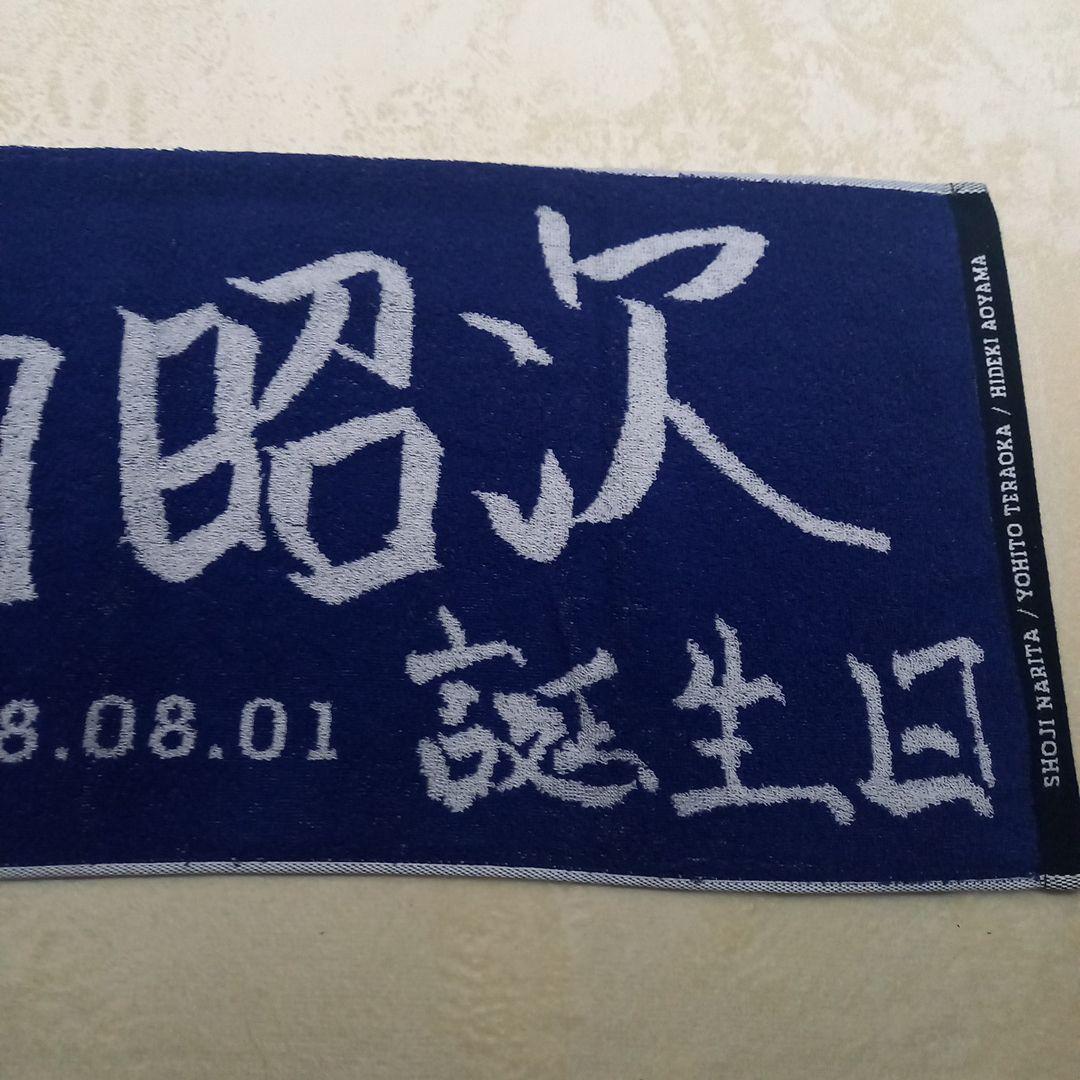 昭次
8.08.01
誕生日
SHOJI NARITA / YOHITO TERAOKA / HIDEKI AOYAMA